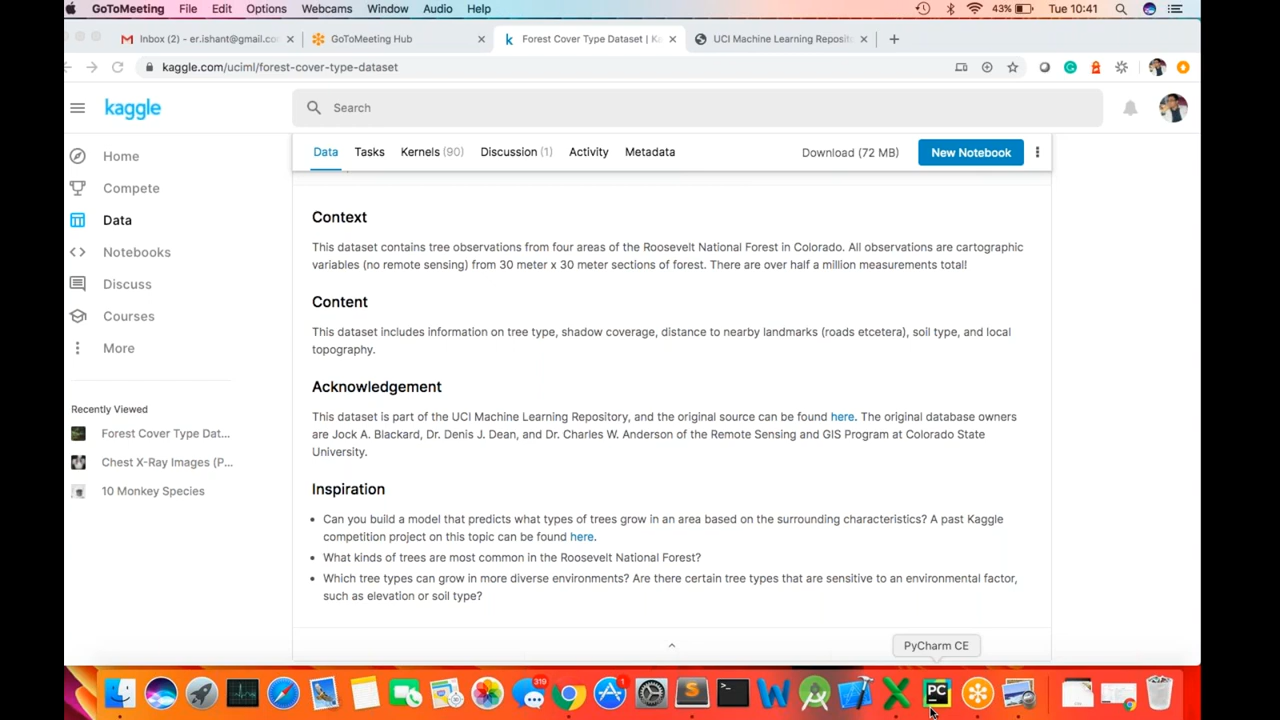 GoToMeeting File Edit Options Webcams Window Audio Help 43% Tue 10:41
Inbox (2) - er.ishant@gmail.co GoToMeeting Hub Forest Cover Type Dataset | Ka UCI Machine Learning Reposito
kaggle.com/uciml/forest-cover-type-dataset
kaggle Search
Home
Compete
Data
Notebooks
Discuss
Courses
More
Recently Viewed
Forest Cover Type Dat...
Chest X-Ray Images (P...
10 Monkey Species
Data Tasks Kernels (90) Discussion (1) Activity Metadata Download (72 MB) New Notebook
Context
This dataset contains tree observations from four areas of the Roosevelt National Forest in Colorado. All observations are cartographic
variables (no remote sensing) from 30 meter x 30 meter sections of forest. There are over half a million measurements total!
Content
This dataset includes information on tree type, shadow coverage, distance to nearby landmarks (roads etcetera), soil type, and local
topography.
Acknowledgement
This dataset is part of the UCI Machine Learning Repository, and the original source can be found here. The original database owners
are Jock A. Blackard, Dr. Denis J. Dean, and Dr. Charles W. Anderson of the Remote Sensing and GIS Program at Colorado State
University.
Inspiration
• Can you build a model that predicts what types of trees grow in an area based on the surrounding characteristics? A past Kaggle
competition project on this topic can be found here.
• What kinds of trees are most common in the Roosevelt National Forest?
• Which tree types can grow in more diverse environments? Are there certain tree types that are sensitive to an environmental factor,
such as elevation or soil type?
PyCharm CE
319
1
PC